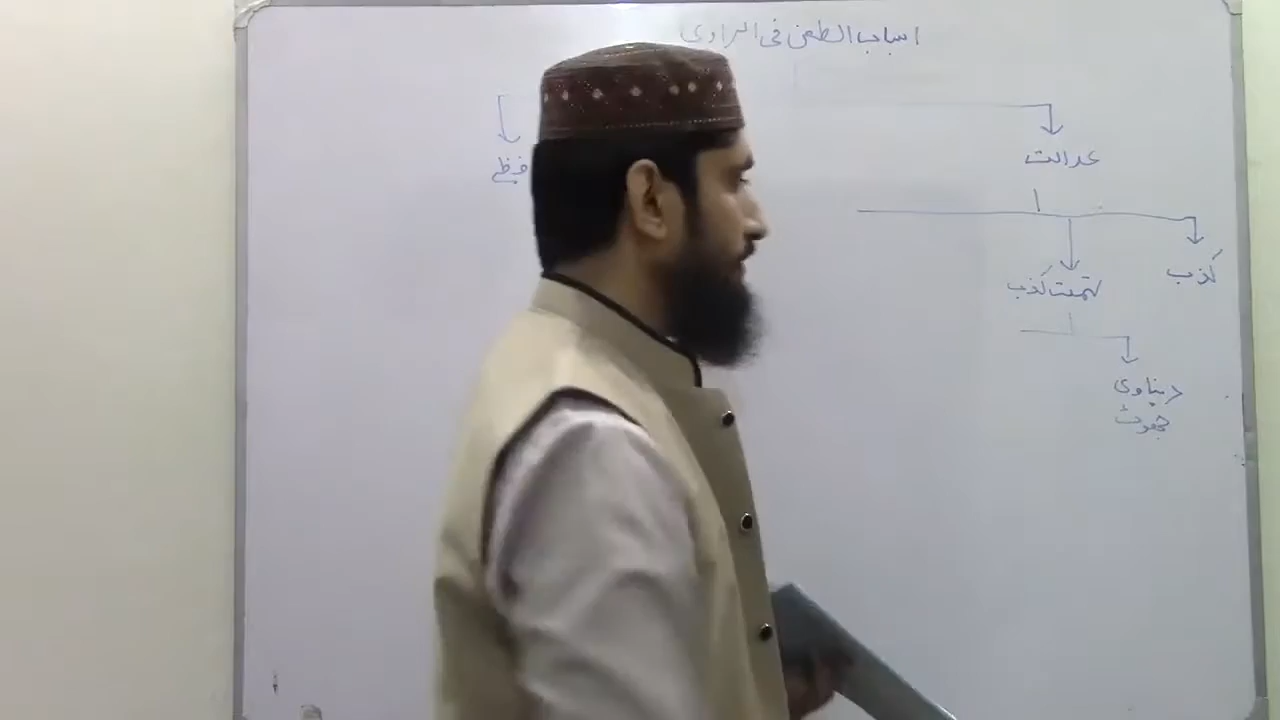 اسباب الطعن فی الراوی
عدالت
کذب
تہمت کذب
دنیاوی
جھوٹ